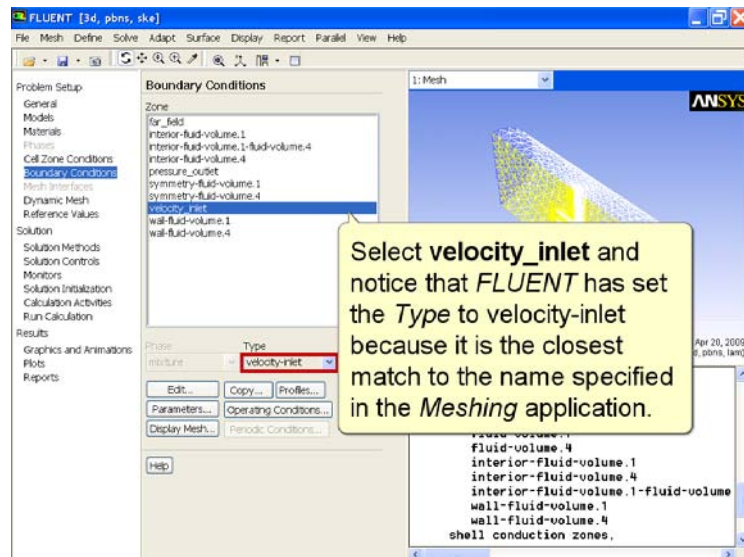 FLUENT [3d, pbns, ske]
File Mesh Define Solve Adapt Surface Display Report Parallel View Help
Problem Setup
General
Models
Materials
Phases
Cell Zone Conditions
Boundary Conditions
Mesh Interfaces
Dynamic Mesh
Reference Values
Solution
Solution Methods
Solution Controls
Monitors
Solution Initialization
Calculation Activities
Run Calculation
Results
Graphics and Animations
Plots
Reports
Boundary Conditions
Zone
far_field
interior-fluid-volume.1
interior-fluid-volume.1-fluid-volume.4
interior-fluid-volume.4
pressure_outlet
symmetry-fluid-volume.1
symmetry-fluid-volume.4
velocity_inlet
wall-fluid-volume.1
wall-fluid-volume.4
Phase
mixture
Type
velocity-inlet
Edit... Copy... Profiles...
Parameters... Operating Conditions...
Display Mesh... Periodic Conditions...
Help
1: Mesh
ANSYS
Select velocity_inlet and
notice that FLUENT has set
the Type to velocity-inlet
because it is the closest
match to the name specified
in the Meshing application.
Apr 20, 2009
pbns, lam)
fluid-volume.4
interior-fluid-volume.1
interior-fluid-volume.4
interior-fluid-volume.1-fluid-volume
wall-fluid-volume.1
wall-fluid-volume.4
shell conduction zones,